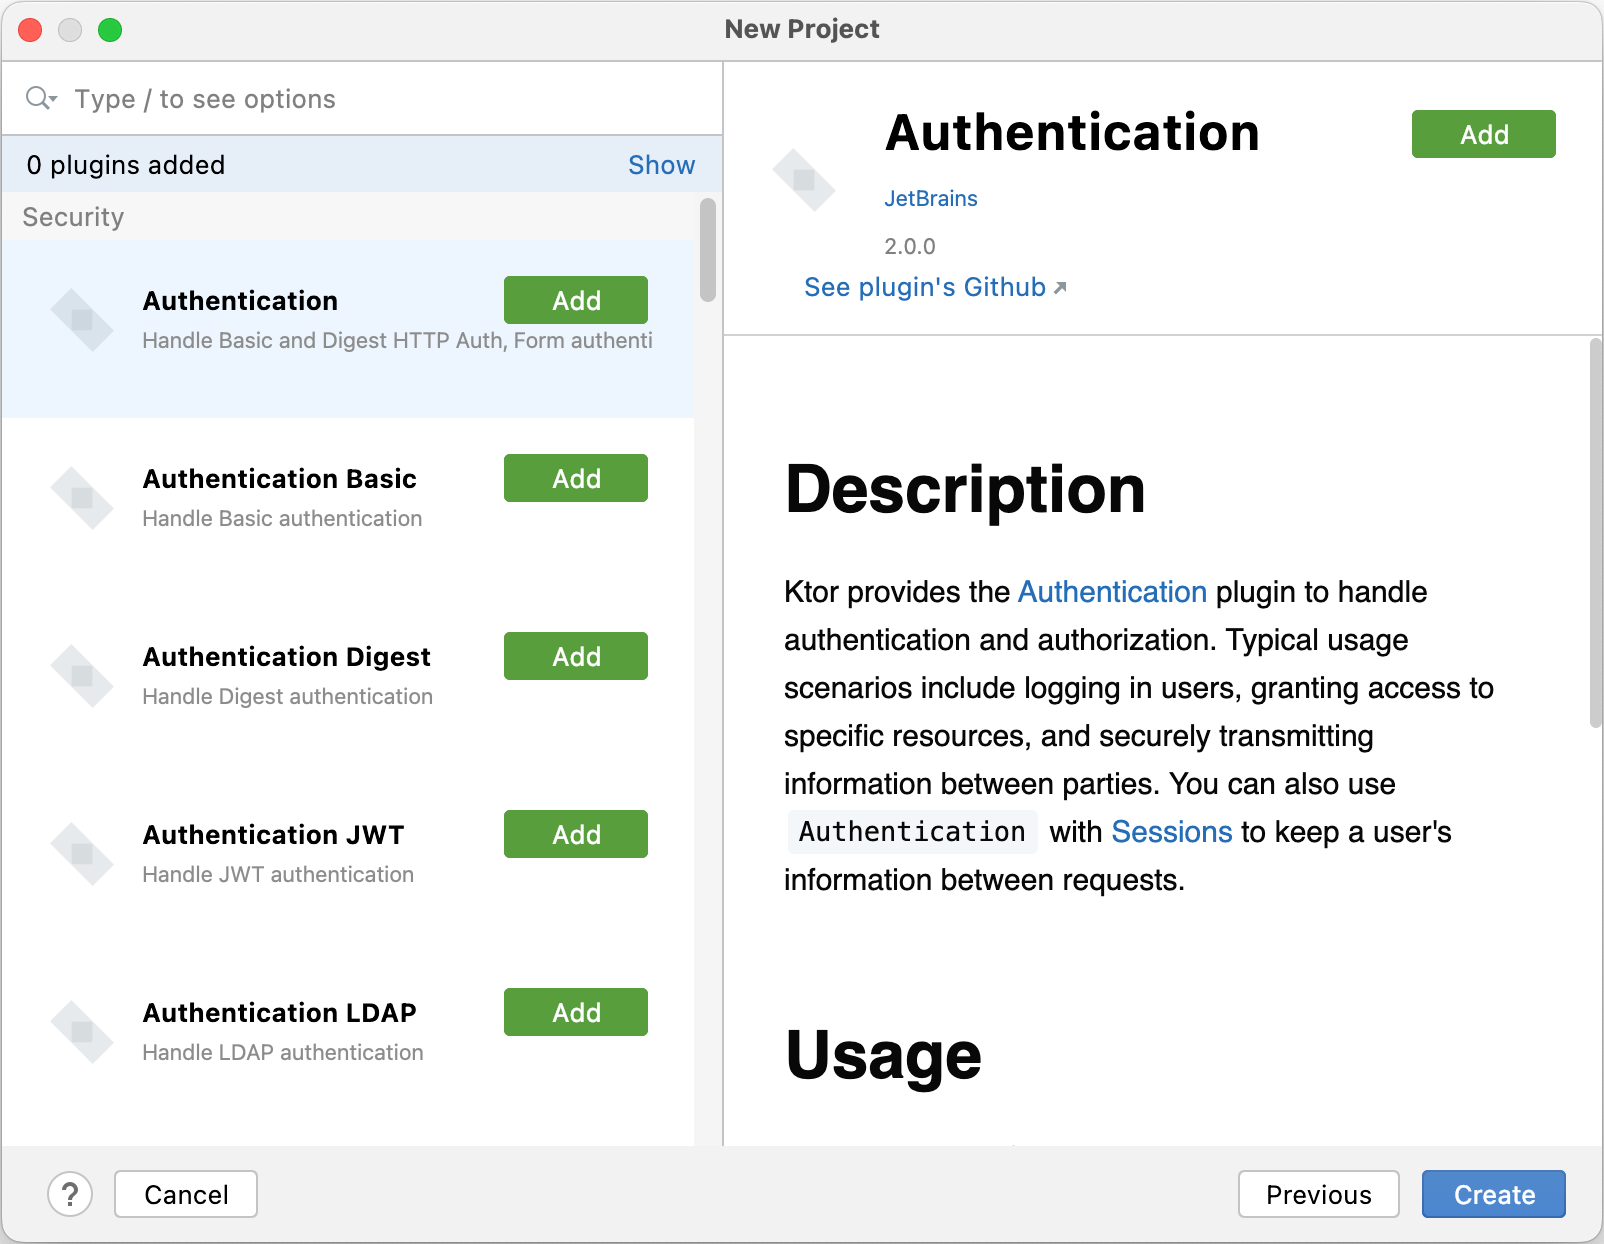 New Project
Type / to see options
0 plugins added
Show
Security
Authentication
Add
Handle Basic and Digest HTTP Auth, Form authenti
Authentication Basic
Add
Handle Basic authentication
Authentication Digest
Add
Handle Digest authentication
Authentication JWT
Add
Handle JWT authentication
Authentication LDAP
Add
Handle LDAP authentication
Authentication
Add
JetBrains
2.0.0
See plugin's Github
Description
Ktor provides the Authentication plugin to handle
authentication and authorization. Typical usage
scenarios include logging in users, granting access to
specific resources, and securely transmitting
information between parties. You can also use
Authentication with Sessions to keep a user's
information between requests.
Usage
?
Cancel
Previous
Create